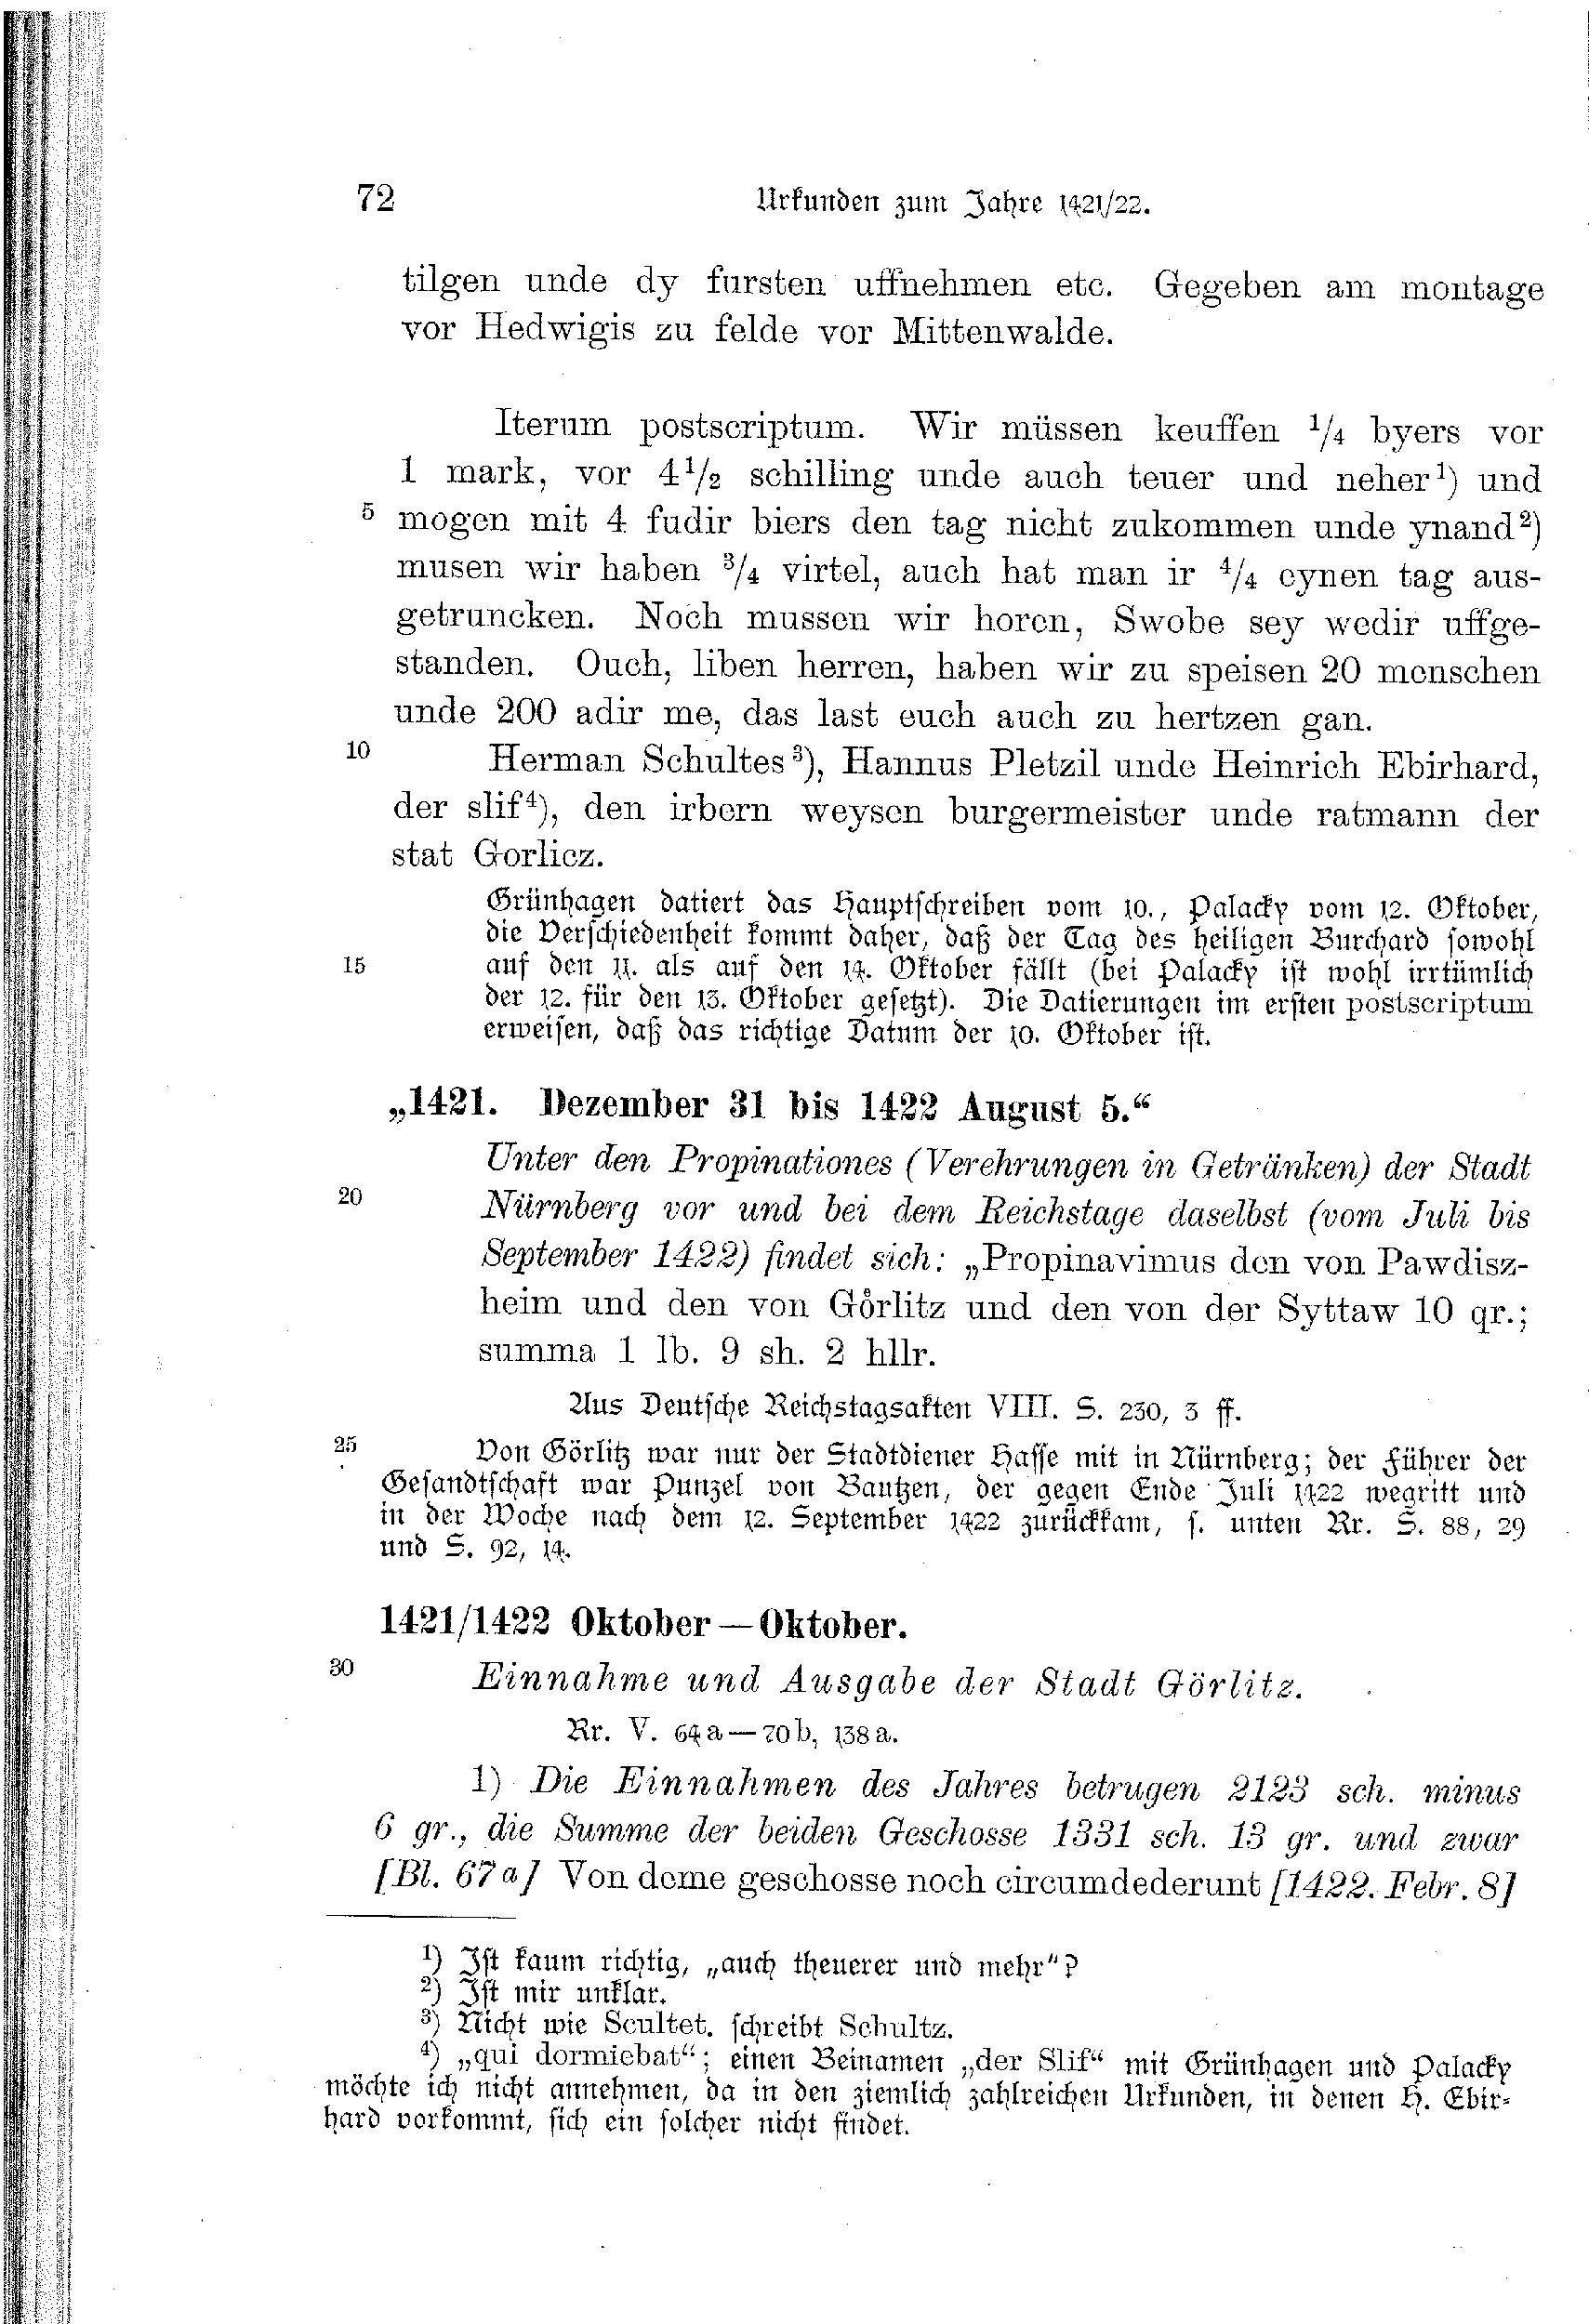 72 Urkunden zum Jahre 1421/22.
tilgen unde dy fursten uffnehmen etc. Gegeben am montage
vor Hedwigis zu felde vor Mittenwalde.
Iterum postscriptum. Wir müssen keuffen 1/4 byers vor
1 mark, vor 4 1/2 schilling unde auch teuer und neher 1) und
5 mogen mit 4 fudir biers den tag nicht zukommen unde ynand 2)
musen wir haben 3/4 virtel, auch hat man ir 4/4 eynen tag aus-
getruncken. Noch mussen wir horen, Swobe sey wedir uffge-
standen. Ouch, liben herren, haben wir zu speisen 20 menschen
unde 200 adir me, das last euch auch zu hertzen gan.
10 Herman Schultes 3), Hannus Pletzil unde Heinrich Ebirhard,
der slif 4), den irbern weysen burgermeister unde ratmann der
stat Gorlicz.
Grünhagen datiert das Hauptschreiben vom 10., Palacky vom 12. Oktober,
die Verschiedenheit kommt daher, daß der Tag des heiligen Burchard sowohl
15 auf den 11. als auf den 14. Oktober fällt (bei Palacky ist wohl irrtümlich
der 12. für den 13. Oktober gesetzt). Die Datierungen im ersten postscriptum
erweisen, daß das richtige Datum der 10. Oktober ist.
„1421. Dezember 31 bis 1422 August 5.“
Unter den Propinationes (Verehrungen in Getränken) der Stadt
20 Nürnberg vor und bei dem Reichstage daselbst (vom Juli bis
September 1422) findet sich: „Propinavimus den von Pawdisz-
heim und den von Görlitz und den von der Syttaw 10 qr.;
summa 1 lb. 9 sh. 2 hllr.
Aus Deutsche Reichstagsakten VIII. S. 230, 3 ff.
25 Von Görlitz war nur der Stadtdiener Hasse mit in Nürnberg; der Führer der
Gesandtschaft war Punzel von Bautzen, der gegen Ende Juli 1422 wegritt und
in der Woche nach dem 12. September 1422 zurückkam, s. unten Rr. S. 88, 29
und S. 92, 14.
1421/1422 Oktober — Oktober.
30 Einnahme und Ausgabe der Stadt Görlitz.
Rr. V. 64a—70b, 138a.
1) Die Einnahmen des Jahres betrugen 2123 sch. minus
6 gr., die Summe der beiden Geschosse 1331 sch. 13 gr. und zwar
[Bl. 67a] Von deme geschosse noch circumdederunt [1422. Febr. 8]
1) Ist kaum richtig, „auch theuerer und mehr“?
2) Ist mir unklar.
3) Nicht wie Scultet. schreibt Schultz.
4) „qui dormiebat“; einen Beinamen „der Slif“ mit Grünhagen und Palacky
möchte ich nicht annehmen, da in den ziemlich zahlreichen Urkunden, in denen H. Ebir-
hard vorkommt, sich ein solcher nicht findet.